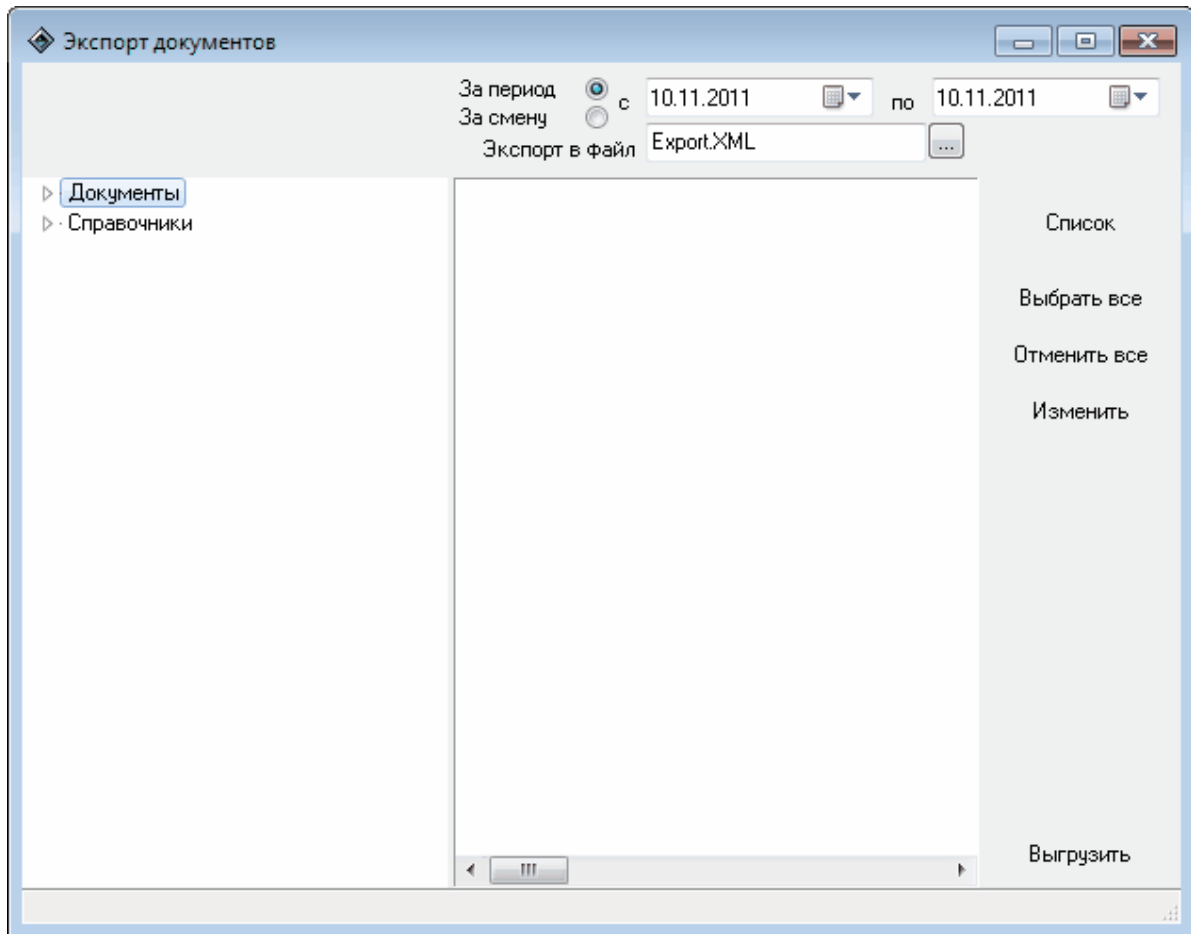 Экспорт документов
За период с 10.11.2011 по 10.11.2011
За смену
Экспорт в файл Export.XML ...
Документы
Справочники
Список
Выбрать все
Отменить все
Изменить
Выгрузить